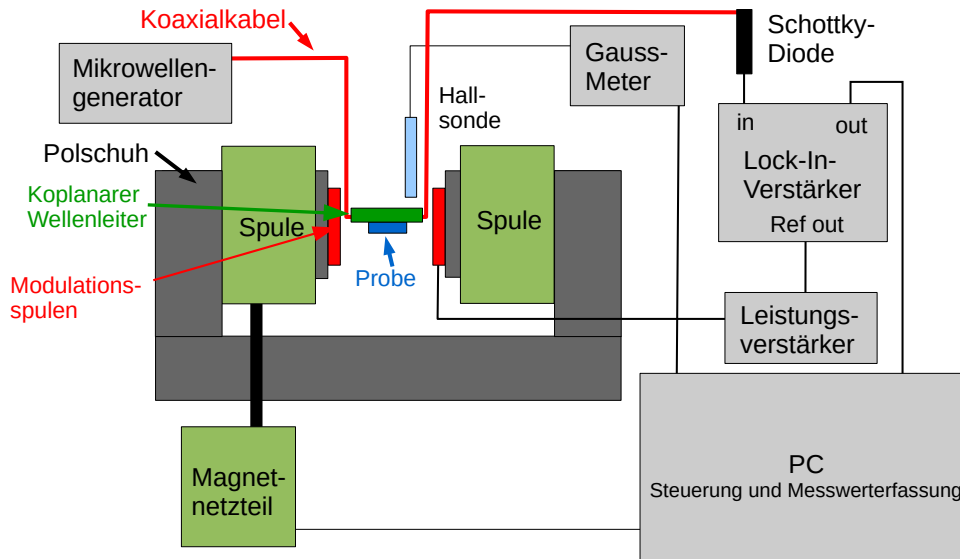 Koaxialkabel
Mikrowellen-
generator
Gauss-
Meter
Schottky-
Diode
Hall-
sonde
in
out
Lock-In-
Verstärker
Ref out
Polschuh
Koplanarer
Wellenleiter
Spule
Spule
Probe
Modulations-
spulen
Leistungs-
verstärker
Magnet-
netzteil
PC
Steuerung und Messwerterfassung